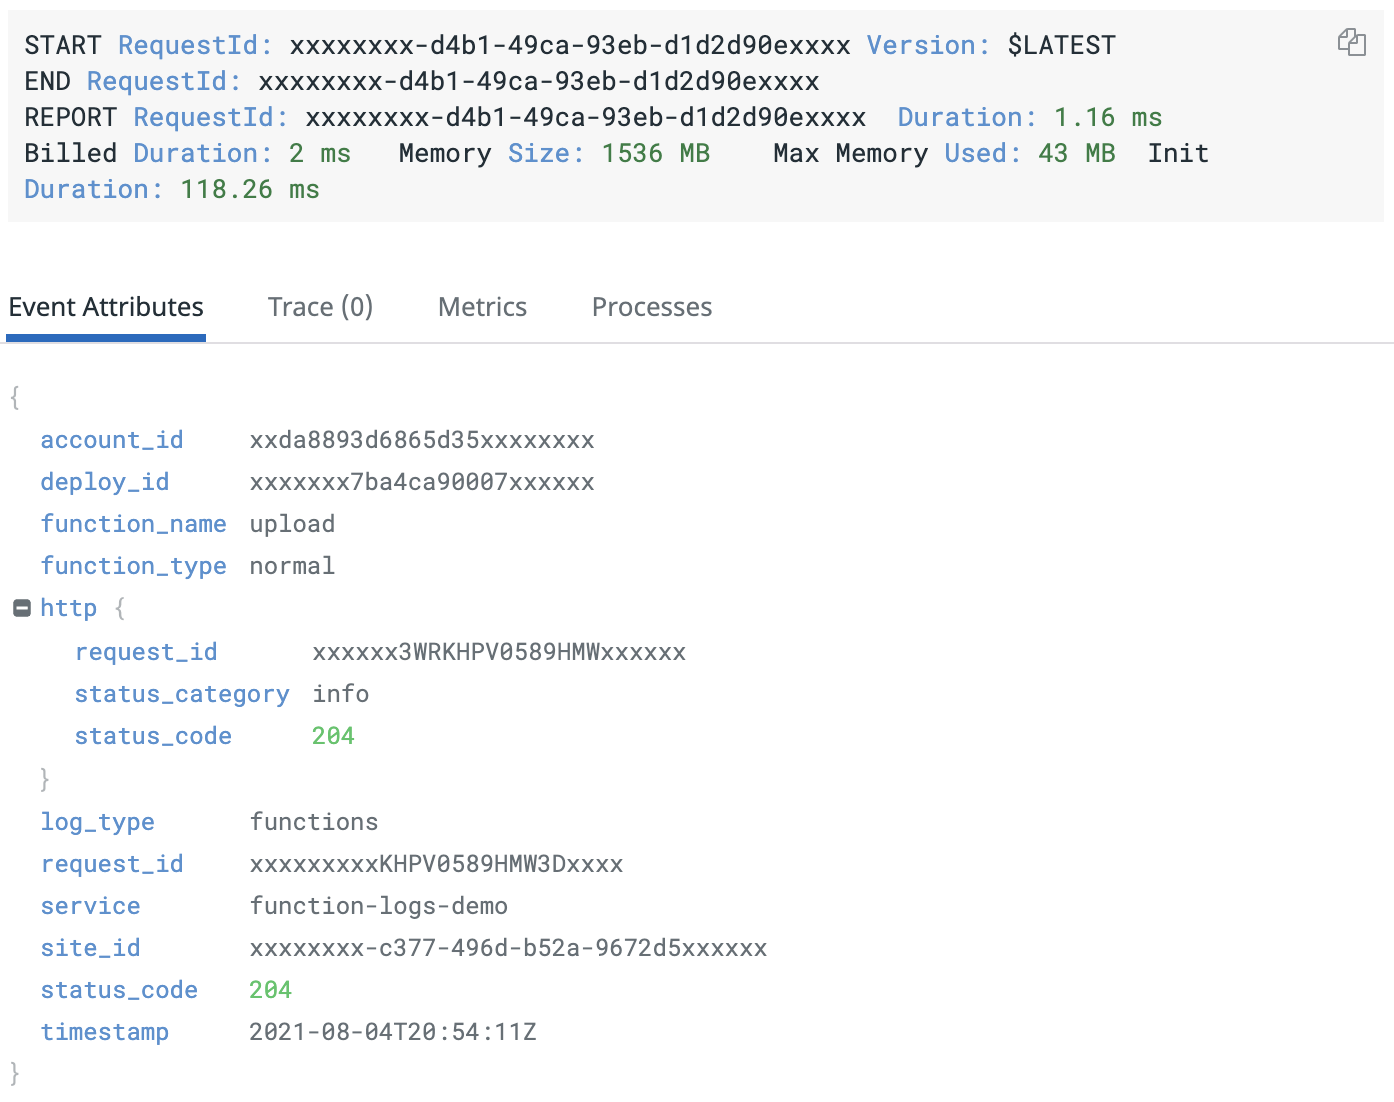 START RequestId: xxxxxxxx-d4b1-49ca-93eb-d1d2d90exxxx Version: $LATEST
END RequestId: xxxxxxxx-d4b1-49ca-93eb-d1d2d90exxxx
REPORT RequestId: xxxxxxxx-d4b1-49ca-93eb-d1d2d90exxxx Duration: 1.16 ms
Billed Duration: 2 ms Memory Size: 1536 MB Max Memory Used: 43 MB Init
Duration: 118.26 ms
Event Attributes Trace (0) Metrics Processes
{
account_id xxda8893d6865d35xxxxxxxx
deploy_id xxxxxxx7ba4ca90007xxxxxx
function_name upload
function_type normal
http {
request_id xxxxxx3WRKHPV0589HMWxxxxxx
status_category info
status_code 204
}
log_type functions
request_id xxxxxxxxxKHPV0589HMW3Dxxxx
service function-logs-demo
site_id xxxxxxxx-c377-496d-b52a-9672d5xxxxxx
status_code 204
timestamp 2021-08-04T20:54:11Z
}